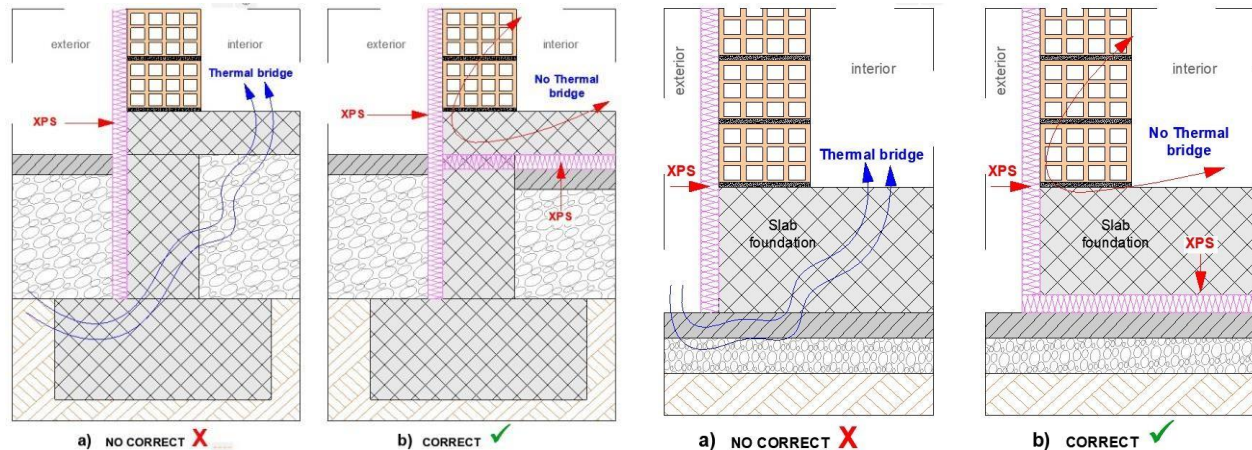 exterior
interior
Thermal bridge
XPS
a) NO CORRECT X
exterior
interior
No Thermal
bridge
XPS
XPS
b) CORRECT ✓
exterior
interior
Thermal bridge
XPS
Slab
foundation
a) NO CORRECT X
exterior
interior
No Thermal
bridge
XPS
Slab
foundation
XPS
b) CORRECT ✓